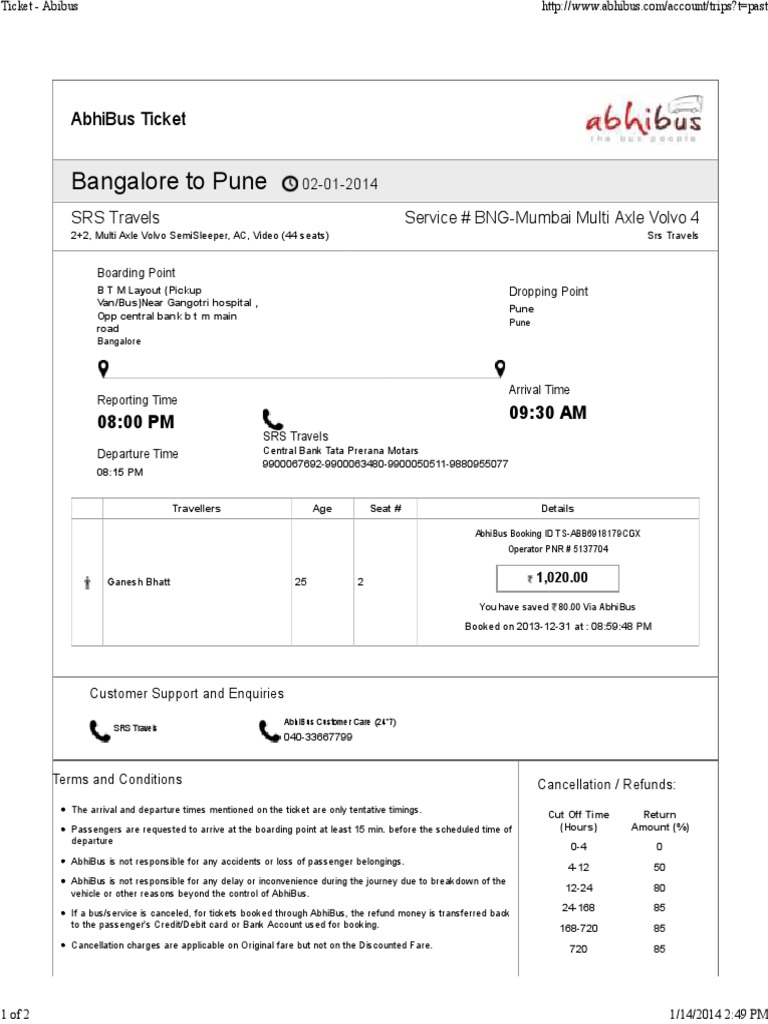 Ticket - Abibus
http://www.abhibus.com/account/trips?t=past
AbhiBus Ticket
abhibus
the bus people
Bangalore to Pune 02-01-2014
SRS Travels
Service # BNG-Mumbai Multi Axle Volvo 4
2+2, Multi Axle Volvo SemiSleeper, AC, Video (44 seats)
Srs Travels
Boarding Point
B T M Layout (Pickup
Van/Bus)Near Gangotri hospital ,
Opp central bank b t m main
road
Bangalore
Dropping Point
Pune
Pune
Reporting Time
08:00 PM
Departure Time
08:15 PM
SRS Travels
Central Bank Tata Prerana Motars
9900067692-9900063480-9900050511-9880955077
Arrival Time
09:30 AM
Travellers Age Seat # Details
Ganesh Bhatt 25 2
AbhiBus Booking ID TS-ABB6918179CGX
Operator PNR # 5137704
₹ 1,020.00
You have saved ₹ 80.00 Via AbhiBus
Booked on 2013-12-31 at : 08:59:48 PM
Customer Support and Enquiries
SRS Travels
AbhiBus Customer Care (24*7)
040-33667799
Terms and Conditions
The arrival and departure times mentioned on the ticket are only tentative timings.
Passengers are requested to arrive at the boarding point at least 15 min. before the scheduled time of
departure
AbhiBus is not responsible for any accidents or loss of passenger belongings.
AbhiBus is not responsible for any delay or inconvenience during the journey due to breakdown of the
vehicle or other reasons beyond the control of AbhiBus.
If a bus/service is canceled, for tickets booked through AbhiBus, the refund money is transferred back
to the passenger's Credit/Debit card or Bank Account used for booking.
Cancellation charges are applicable on Original fare but not on the Discounted Fare.
Cancellation / Refunds:
Cut Off Time Return
(Hours) Amount (%)
0-4 0
4-12 50
12-24 80
24-168 85
168-720 85
720 85
1 of 2
1/14/2014 2:49 PM